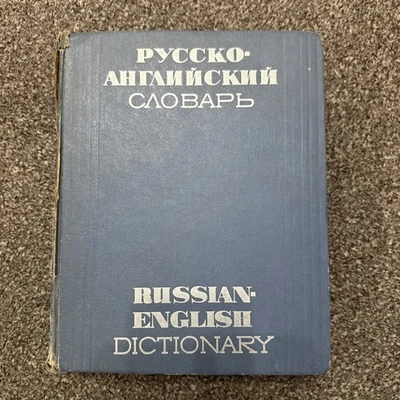 РУССКО-
АНГЛИЙСКИЙ
СЛОВАРЬ
RUSSIAN-
ENGLISH
DICTIONARY